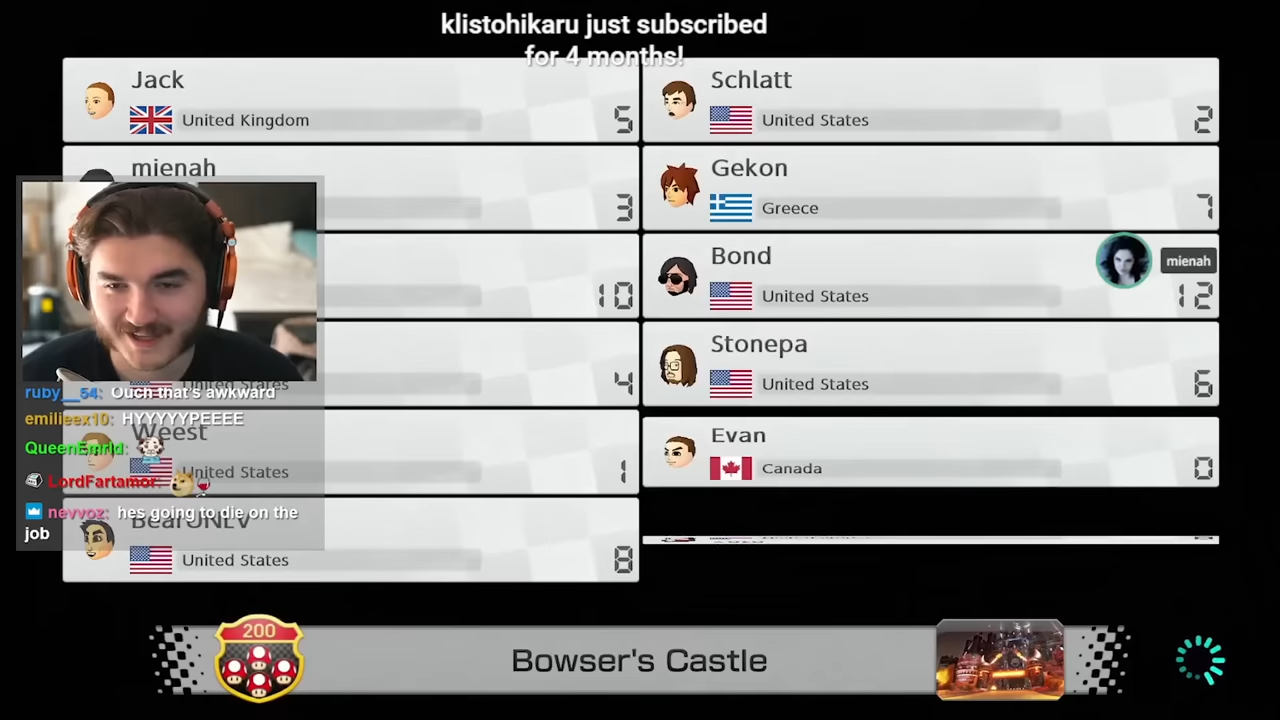 klistohikaru just subscribed
for 4 months!
Jack
United Kingdom
5
Schlatt
United States
2
mienah
3
Gekon
Greece
7
10
Bond
United States
mienah
12
United States
4
Stonepa
United States
6
Weest
United States
1
Evan
Canada
0
BearUNLV
United States
8
ruby__54: Ouch that's awkward
emilieex10: HYYYYYPEEEE
QueenEmrld:
LordFartamor:
nevvoz: hes going to die on the
job
200
Bowser's Castle